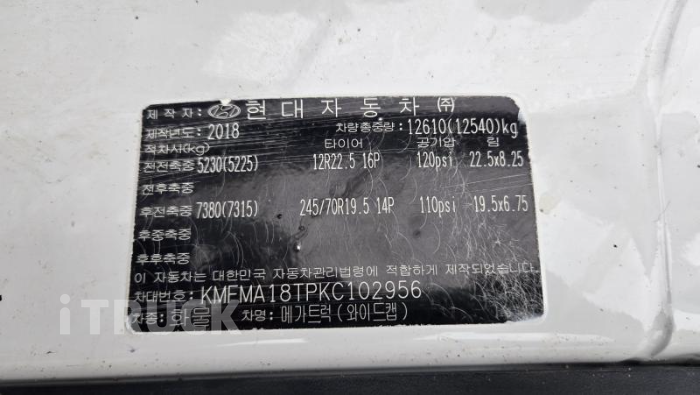 제작자: 현대자동차㈜
제작년도: 2018 차량총중량: 12610(12540)kg
적차시(kg) 타이어 공기압 림
전전축중 5230(5225) 12R22.5 16P 120psi 22.5x8.25
전후축중
후전축중 7380(7315) 245/70R19.5 14P 110psi 19.5x6.75
후중축중
후후축중
이 자동차는 대한민국 자동차관리법령에 적합하게 제작되었습니다.
차대번호: KMFMA18TPKC102956
차종: 화물 차명: 메가트럭(와이드캡)
iTRUCK
iTRUCK